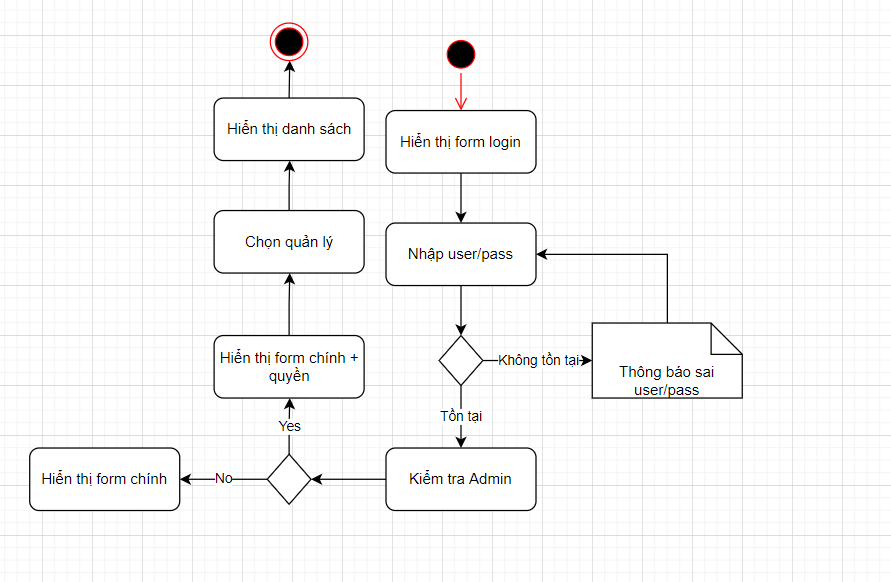 Hiển thị form login
Nhập user/pass
Không tồn tại
Thông báo sai
user/pass
Tồn tại
Kiểm tra Admin
No
Hiển thị form chính
Yes
Hiển thị form chính +
quyền
Chọn quản lý
Hiển thị danh sách